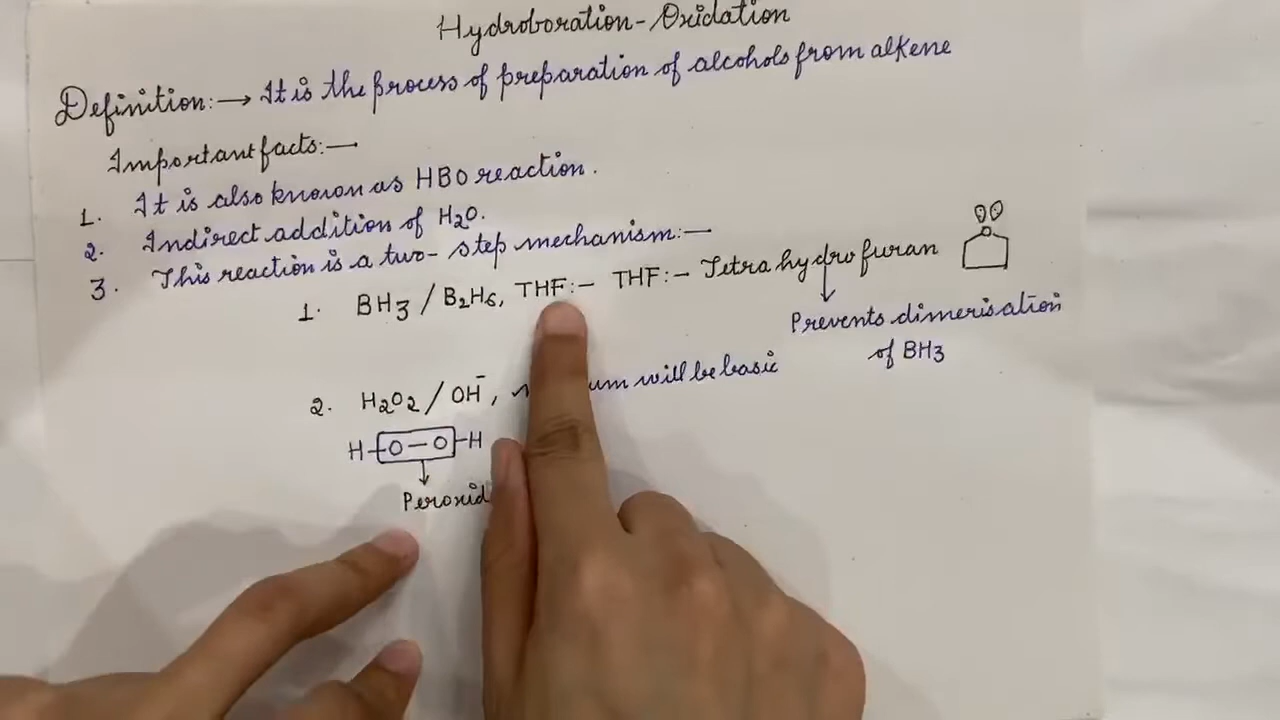 Hydroboration-Oxidation
Definition:→ It is the process of preparation of alcohols from alkene
Important facts:—
1. It is also known as HBO reaction.
2. Indirect addition of H2O.
3. This reaction is a two-step mechanism:—
1. BH3 / B2H6, THF:- THF:- Tetra hydro furan
Prevents dimerisation
of BH3
2. H2O2 / OH-, will be basic
H-O-O-H